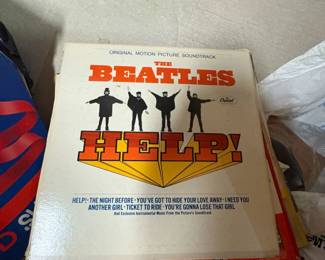 ORIGINAL MOTION PICTURE SOUNDTRACK
THE
BEATLES
Capitol
HELP!
HELP! • THE NIGHT BEFORE • YOU'VE GOT TO HIDE YOUR LOVE AWAY • I NEED YOU
ANOTHER GIRL • TICKET TO RIDE • YOU'RE GONNA LOSE THAT GIRL
And Exclusive Instrumental Music From the Picture's Soundtrack